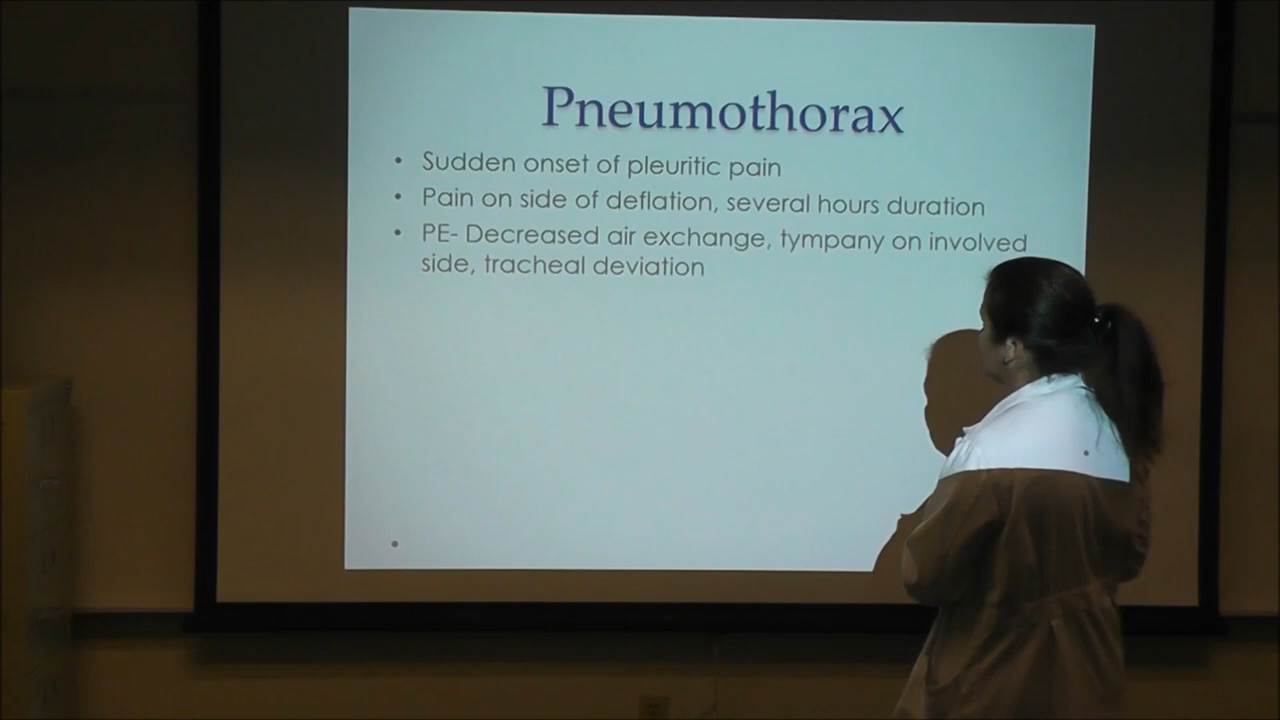 Pneumothorax
• Sudden onset of pleuritic pain
• Pain on side of deflation, several hours duration
• PE- Decreased air exchange, tympany on involved
side, tracheal deviation